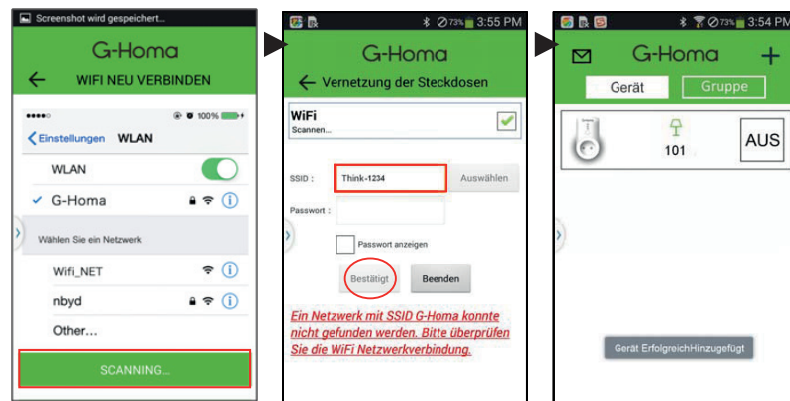 Screenshot wird gespeichert...
G-Homa
WIFI NEU VERBINDEN
100%
Einstellungen WLAN
WLAN
G-Homa
Wählen Sie ein Netzwerk
Wifi_NET
nbyd
Other...
SCANNING...
73% 3:55 PM
G-Homa
Vernetzung der Steckdosen
WiFi
Scannen...
SSID : Think-1234 Auswählen
Passwort :
Passwort anzeigen
Bestätigt Beenden
Ein Netzwerk mit SSID G-Homa konnte
nicht gefunden werden. Bitte überprüfen
Sie die WiFi Netzwerkverbindung.
73% 3:54 PM
G-Homa
Gerät Gruppe
101 AUS
Gerät ErfolgreichHinzugefügt